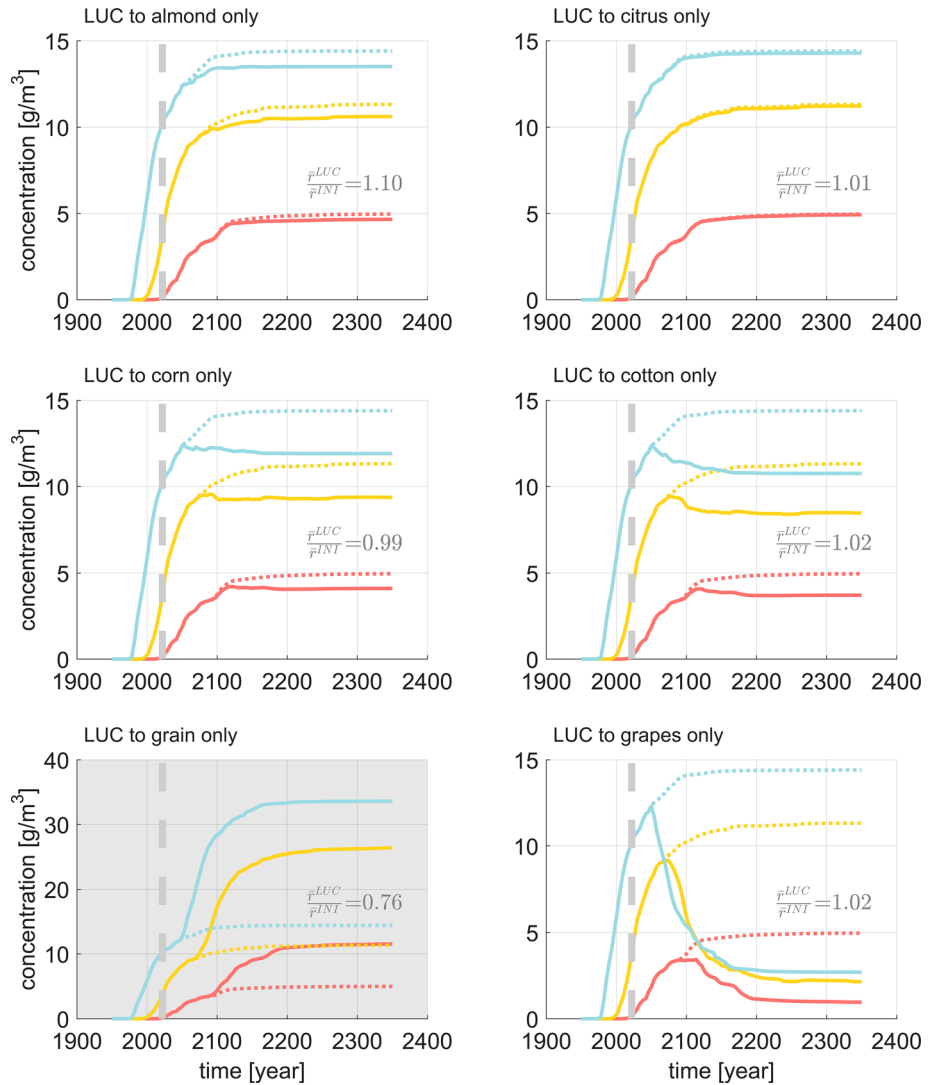 LUC to almond only
LUC to citrus only
concentration [g/m³]
15
10
5
0
1900 2000 2100 2200 2300 2400
r̄^LUC / r̄^INI =1.10
15
10
5
0
1900 2000 2100 2200 2300 2400
r̄^LUC / r̄^INI =1.01
LUC to corn only
LUC to cotton only
concentration [g/m³]
15
10
5
0
1900 2000 2100 2200 2300 2400
r̄^LUC / r̄^INI =0.99
15
10
5
0
1900 2000 2100 2200 2300 2400
r̄^LUC / r̄^INI =1.02
LUC to grain only
LUC to grapes only
concentration [g/m³]
40
30
20
10
0
1900 2000 2100 2200 2300 2400
r̄^LUC / r̄^INI =0.76
time [year]
15
10
5
0
1900 2000 2100 2200 2300 2400
r̄^LUC / r̄^INI =1.02
time [year]